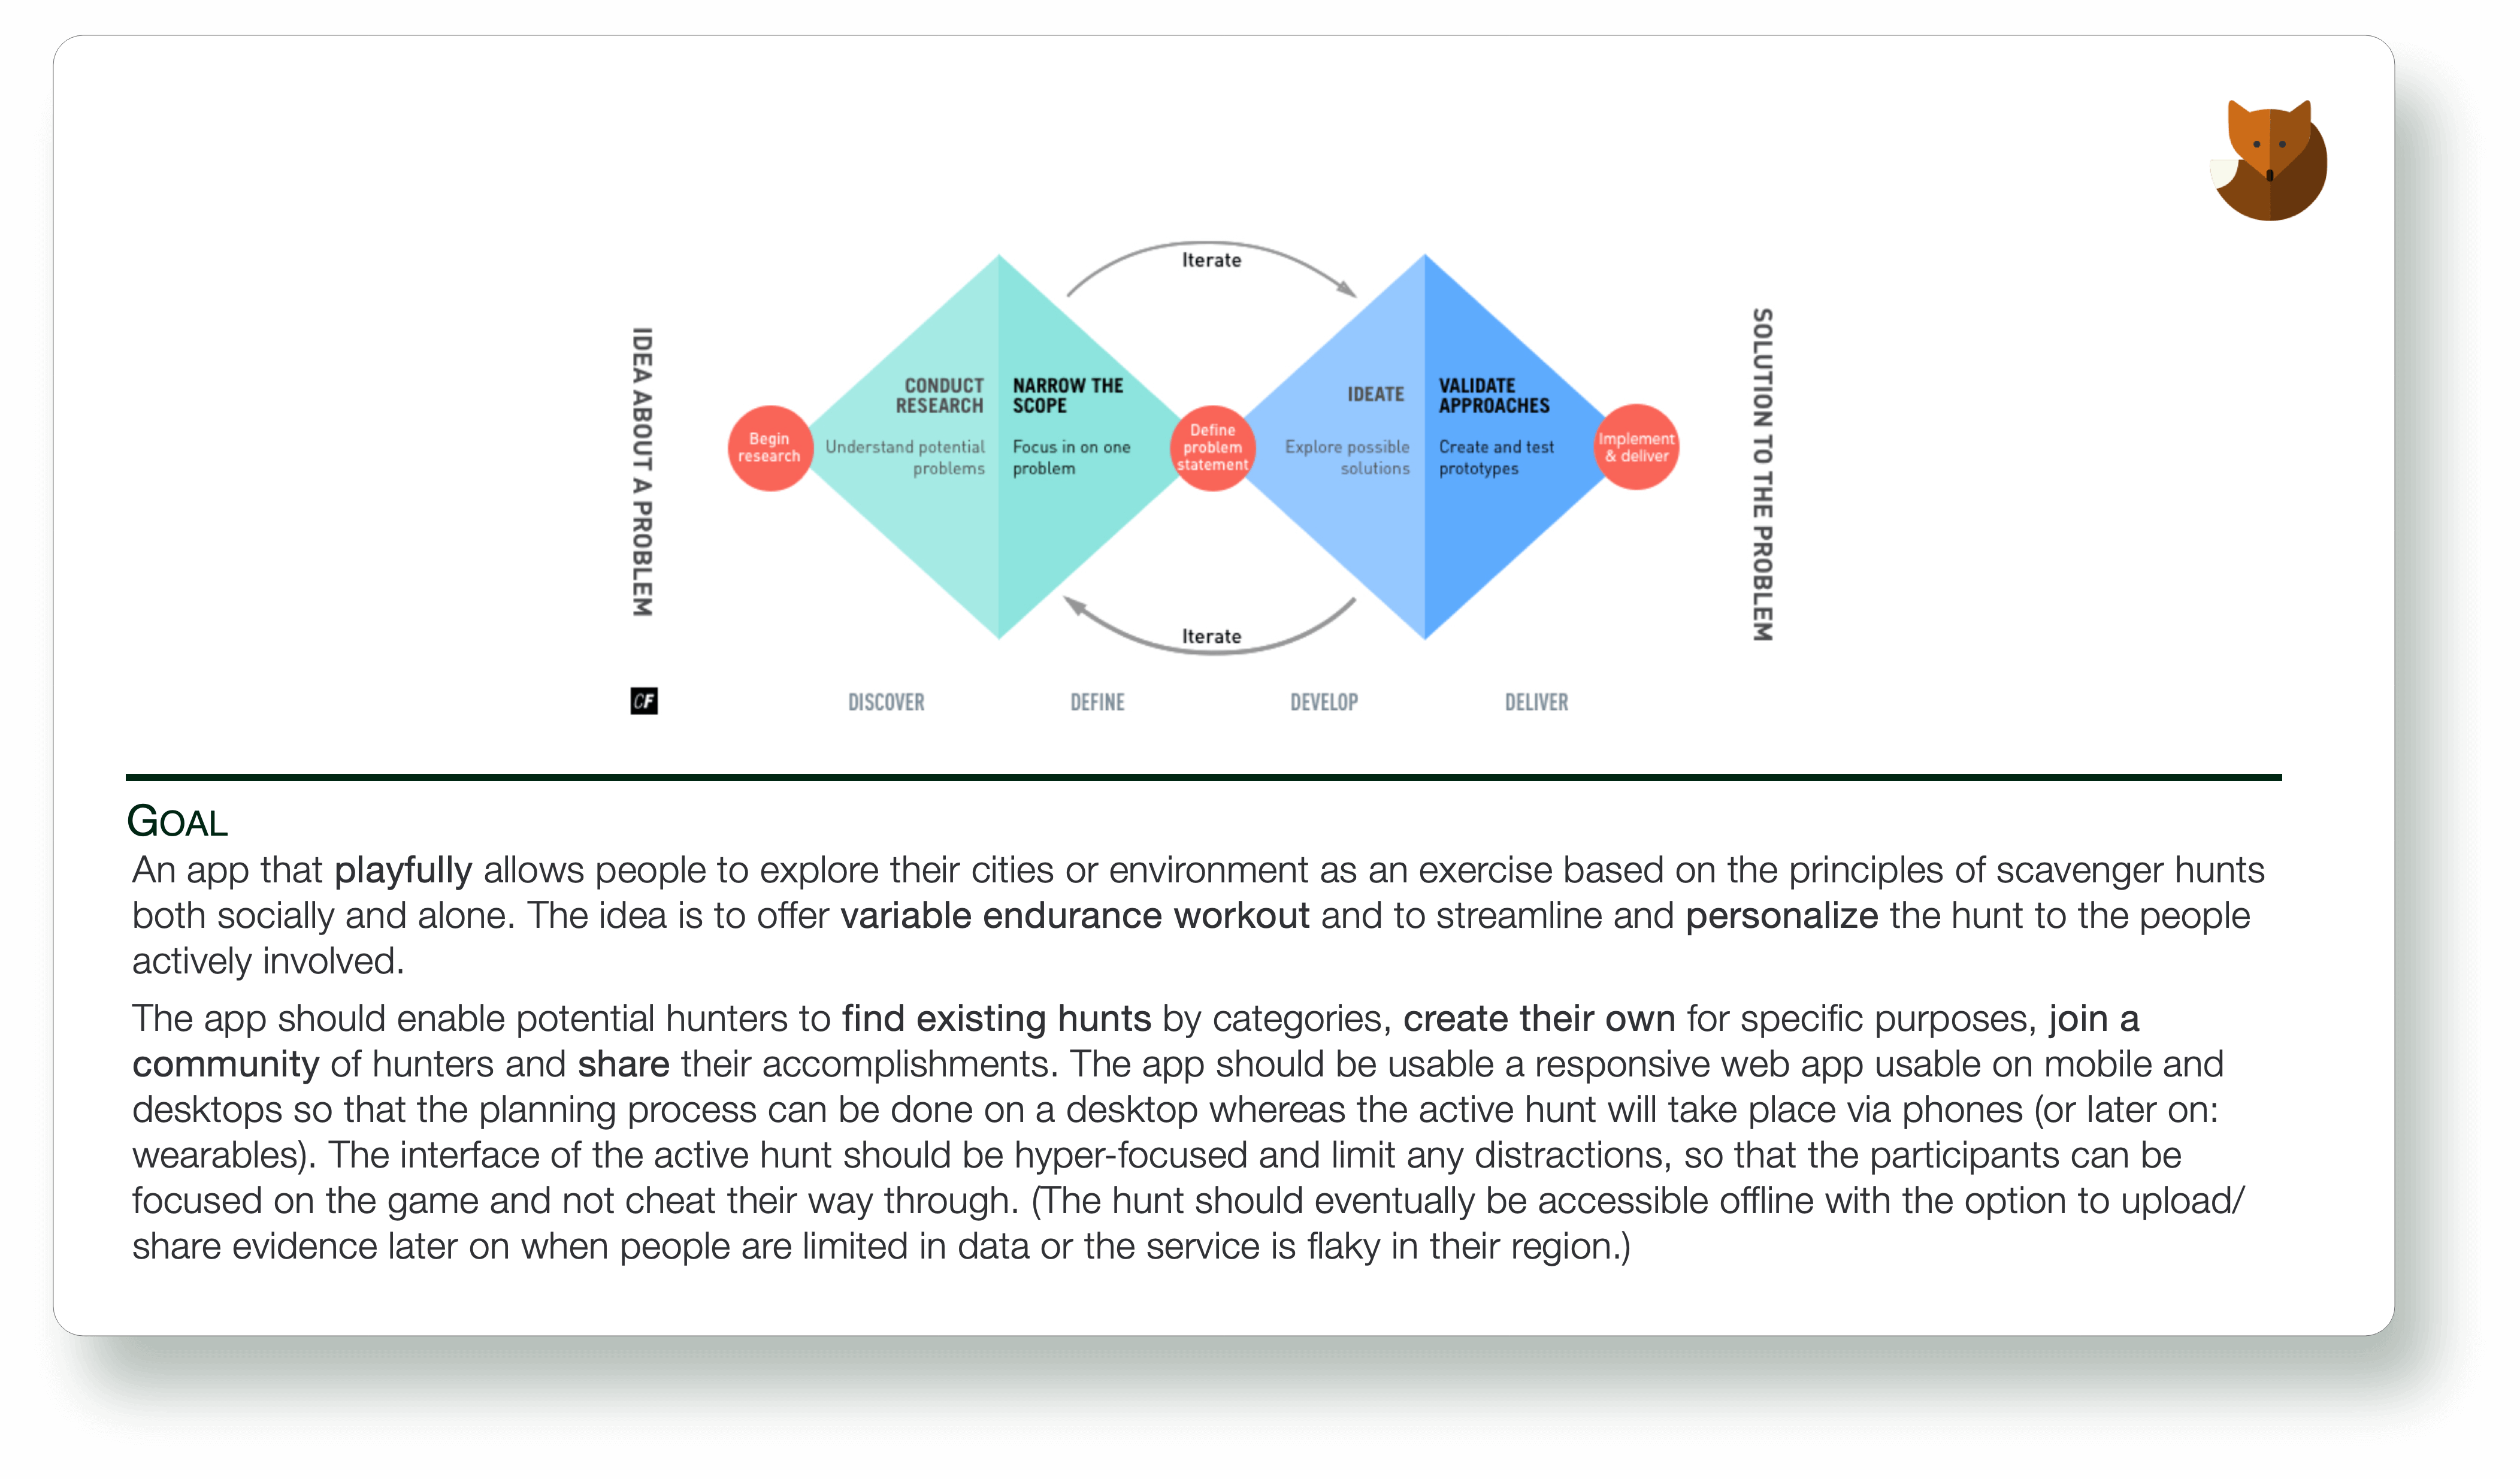 Iterate
IDEA ABOUT A PROBLEM
SOLUTION TO THE PROBLEM
CONDUCT
RESEARCH
Understand potential
problems
NARROW THE
SCOPE
Focus in on one
problem
IDEATE
Explore possible
solutions
VALIDATE
APPROACHES
Create and test
prototypes
Begin
research
Define
problem
statement
Implement
& deliver
Iterate
CF
DISCOVER
DEFINE
DEVELOP
DELIVER
GOAL
An app that playfully allows people to explore their cities or environment as an exercise based on the principles of scavenger hunts
both socially and alone. The idea is to offer variable endurance workout and to streamline and personalize the hunt to the people
actively involved.
The app should enable potential hunters to find existing hunts by categories, create their own for specific purposes, join a
community of hunters and share their accomplishments. The app should be usable a responsive web app usable on mobile and
desktops so that the planning process can be done on a desktop whereas the active hunt will take place via phones (or later on:
wearables). The interface of the active hunt should be hyper-focused and limit any distractions, so that the participants can be
focused on the game and not cheat their way through. (The hunt should eventually be accessible offline with the option to upload/
share evidence later on when people are limited in data or the service is flaky in their region.)